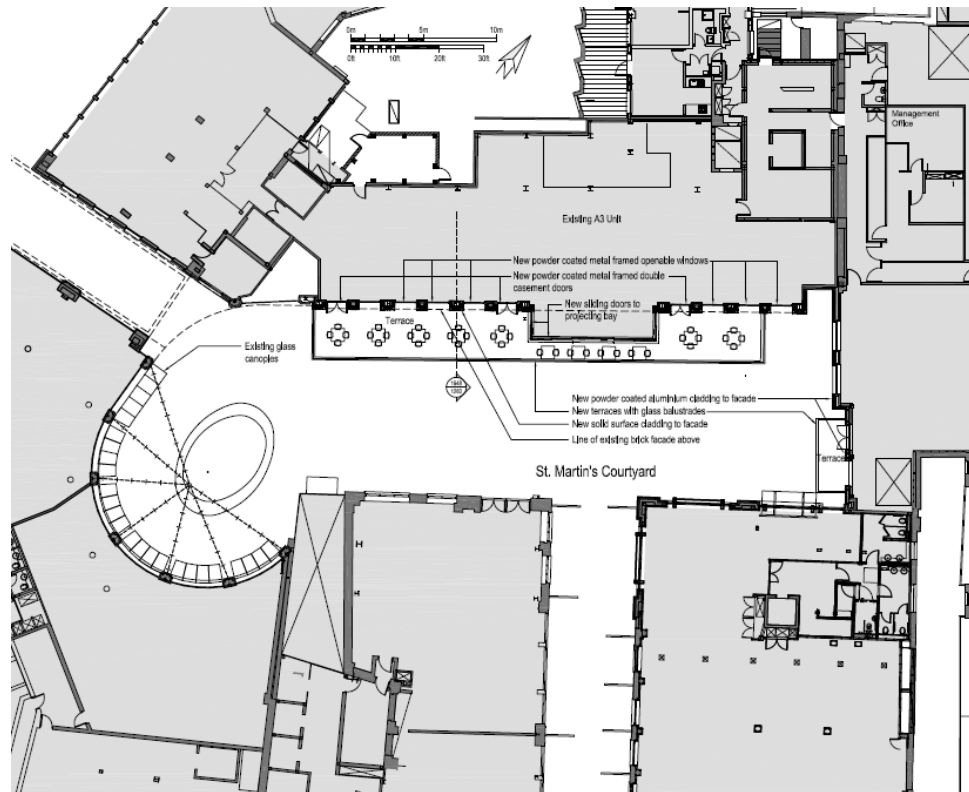 0m
5m
10m
0ft
10ft
20ft
30ft
Management
Office
Existing A3 Unit
New powder coated metal framed openable windows
New powder coated metal framed double
casement doors
New sliding doors to
projecting bay
Terrace
Existing glass
canopies
New powder coated aluminium cladding to facade
New terraces with glass balustrades
New solid surface cladding to facade
Line of existing brick facade above
Terrace
St. Martin's Courtyard